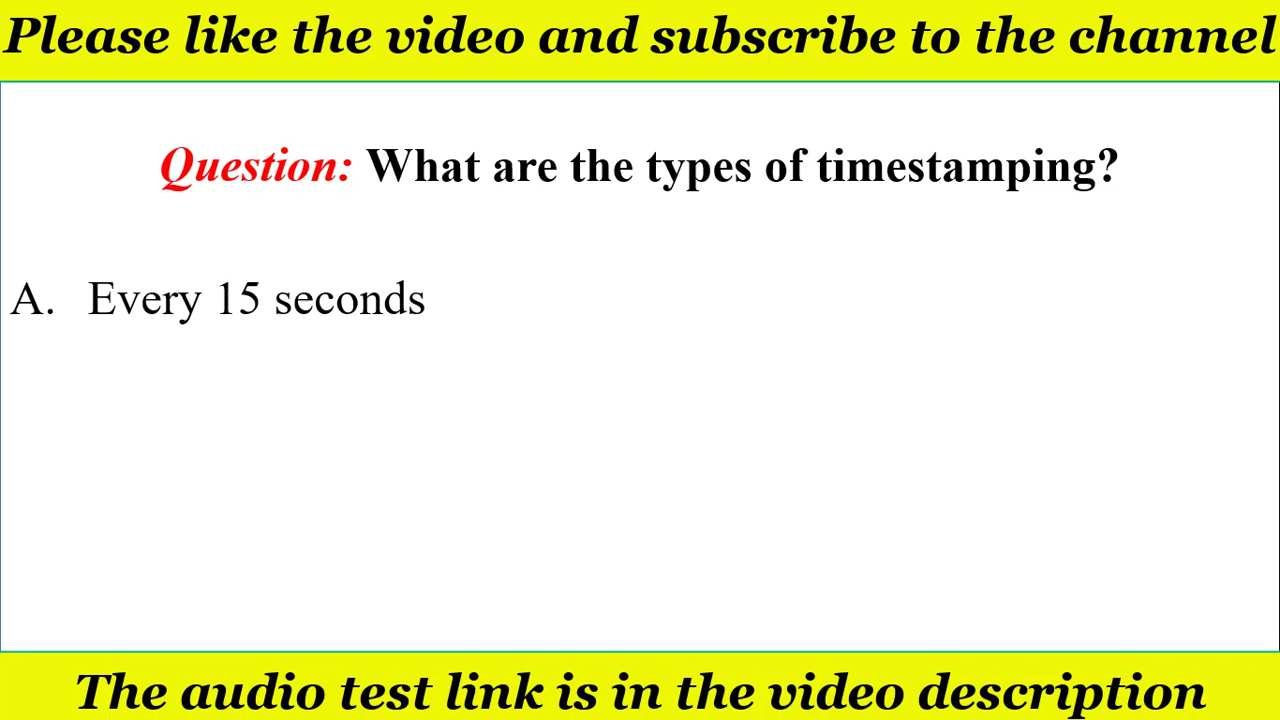 Please like the video and subscribe to the channel
Question: What are the types of timestamping?
A. Every 15 seconds
The audio test link is in the video description